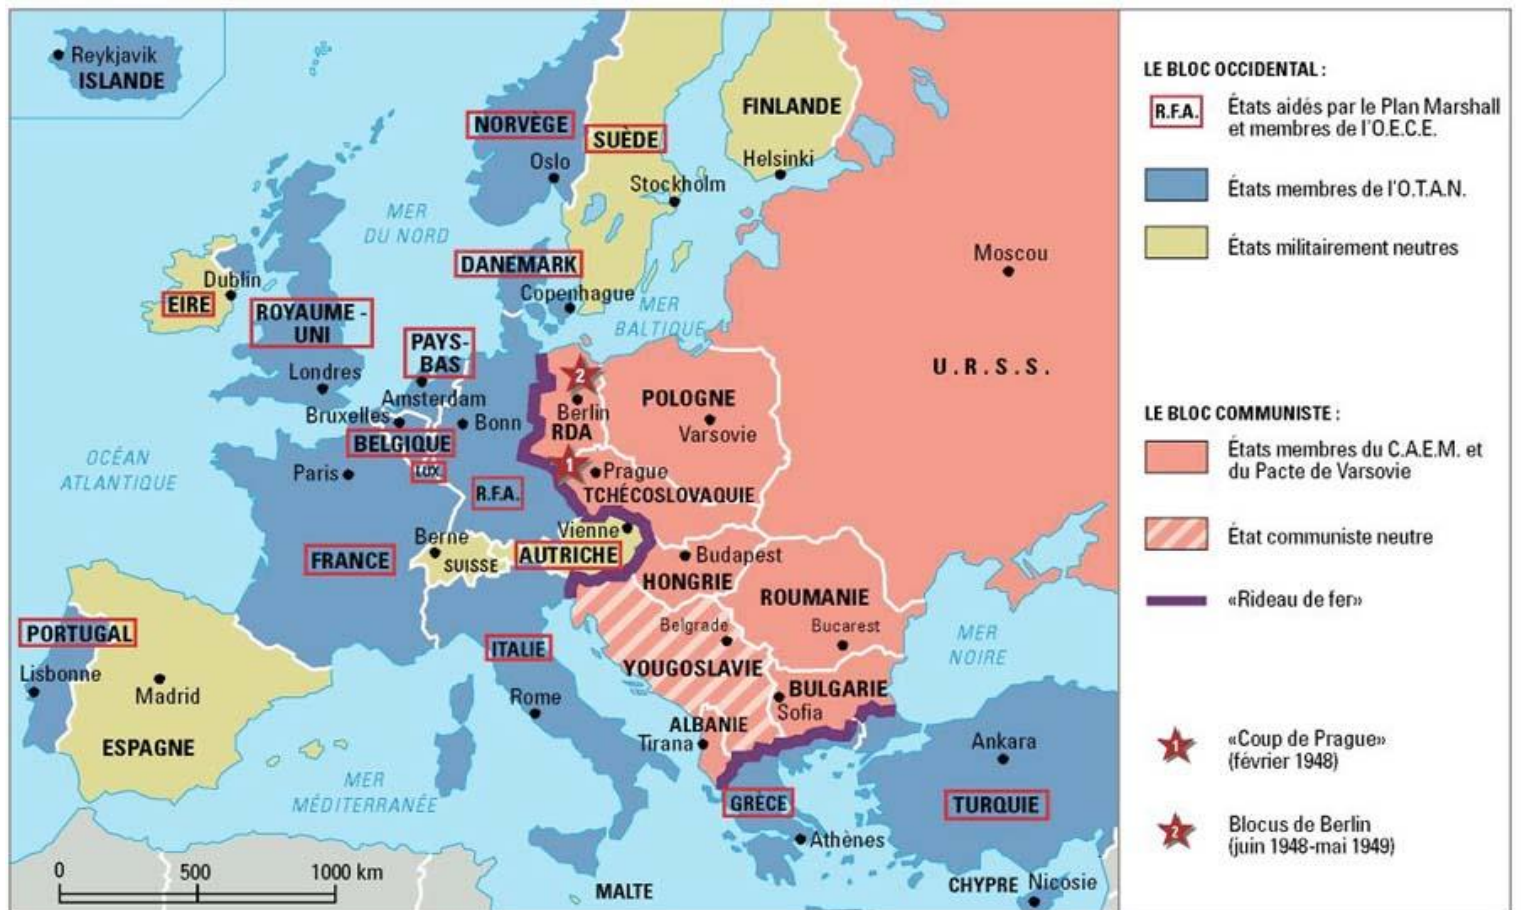 Reykjavik
ISLANDE
NORVÈGE
Oslo
SUÈDE
Stockholm
FINLANDE
Helsinki
MER
DU NORD
DANEMARK
Copenhague
MER
BALTIQUE
Moscou
U.R.S.S.
Dublin
EIRE
ROYAUME-
UNI
Londres
PAYS-
BAS
Amsterdam
Bruxelles
BELGIQUE
LUX.
Bonn
R.F.A.
2
Berlin
RDA
POLOGNE
Varsovie
1
Prague
TCHÉCOSLOVAQUIE
OCÉAN
ATLANTIQUE
Paris
FRANCE
Berne
SUISSE
Vienne
AUTRICHE
Budapest
HONGRIE
ROUMANIE
Bucarest
Belgrade
YOUGOSLAVIE
BULGARIE
Sofia
ALBANIE
Tirana
MER
NOIRE
PORTUGAL
Lisbonne
Madrid
ESPAGNE
ITALIE
Rome
MER
MÉDITERRANÉE
GRÈCE
Athènes
Ankara
TURQUIE
MALTE
CHYPRE
Nicosie
0 500 1000 km
LE BLOC OCCIDENTAL :
R.F.A.
États aidés par le Plan Marshall
et membres de l'O.E.C.E.
États membres de l'O.T.A.N.
États militairement neutres
LE BLOC COMMUNISTE :
États membres du C.A.E.M. et
du Pacte de Varsovie
État communiste neutre
«Rideau de fer»
1
«Coup de Prague»
(février 1948)
2
Blocus de Berlin
(juin 1948-mai 1949)